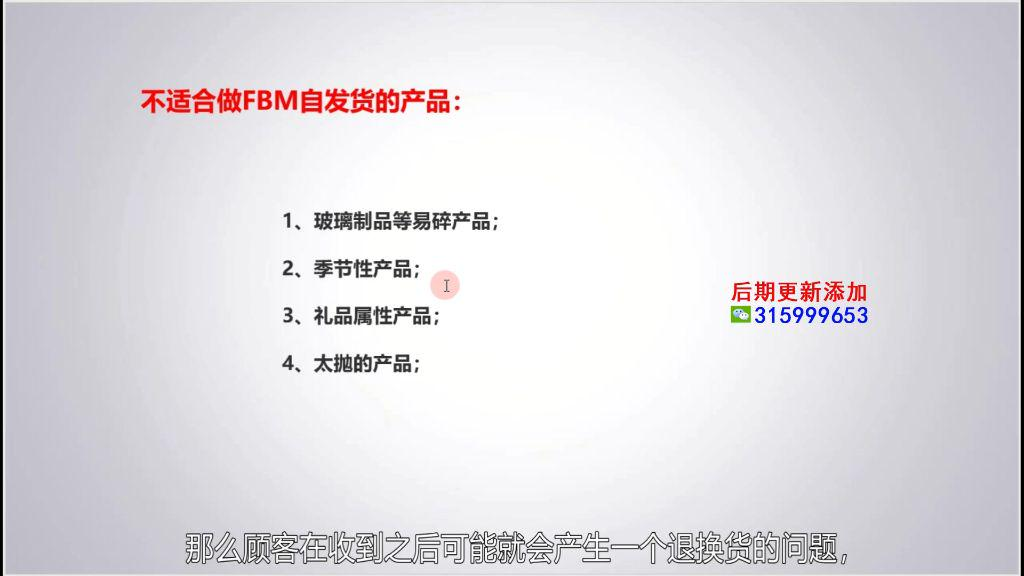 不适合做FBM自发货的产品：
1、玻璃制品等易碎产品；
2、季节性产品；
3、礼品属性产品；
4、太抛的产品；
后期更新添加
315999653
那么顾客在收到之后可能就会产生一个退换货的问题，